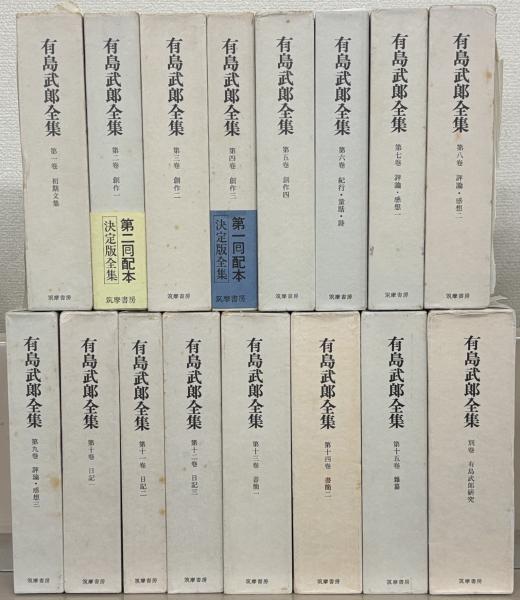 有島武郎全集
第一巻 初期文集
有島武郎全集
第二巻 創作一
第二回配本
決定版全集
筑摩書房
有島武郎全集
第三巻 創作二
筑摩書房
有島武郎全集
第四巻 創作三
第一回配本
決定版全集
筑摩書房
有島武郎全集
第五巻 創作四
筑摩書房
有島武郎全集
第六巻 紀行・童話・詩
筑摩書房
有島武郎全集
第七巻 評論・感想一
筑摩書房
有島武郎全集
第八巻 評論・感想二
筑摩書房
有島武郎全集
第九巻 評論・感想三
筑摩書房
有島武郎全集
第十巻 日記一
筑摩書房
有島武郎全集
第十一巻 日記二
筑摩書房
有島武郎全集
第十二巻 日記三
筑摩書房
有島武郎全集
第十三巻 書簡一
筑摩書房
有島武郎全集
第十四巻 書簡二
筑摩書房
有島武郎全集
第十五巻 雑纂
筑摩書房
有島武郎全集
別巻 有島武郎研究
筑摩書房